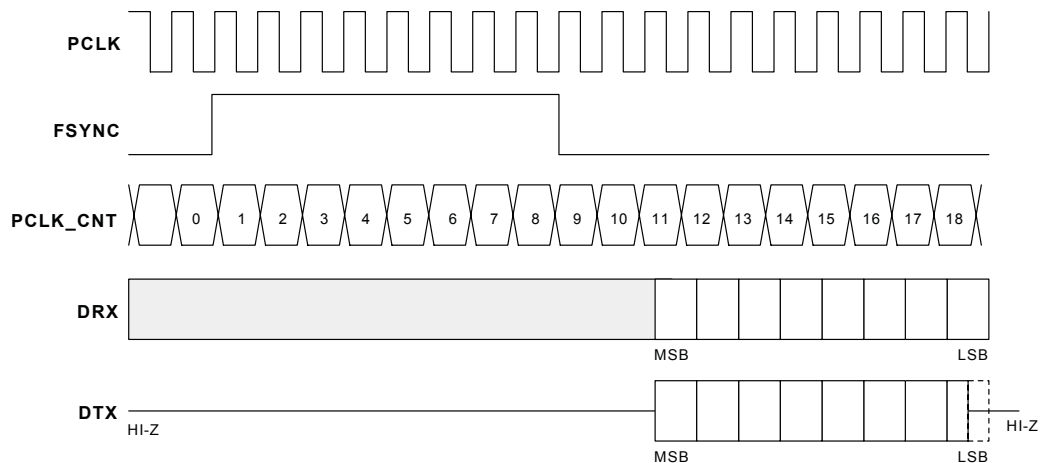 PCLK
FSYNC
PCLK_CNT
0 1 2 3 4 5 6 7 8 9 10 11 12 13 14 15 16 17 18
DRX
MSB LSB
DTX
HI-Z HI-Z
MSB LSB